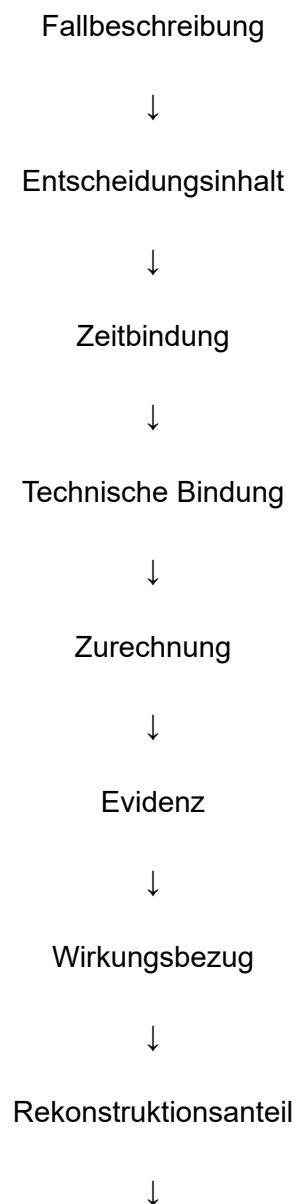 Fallbeschreibung
↓
Entscheidungsinhalt
↓
Zeitbindung
↓
Technische Bindung
↓
Zurechnung
↓
Evidenz
↓
Wirkungsbezug
↓
Rekonstruktionsanteil
↓